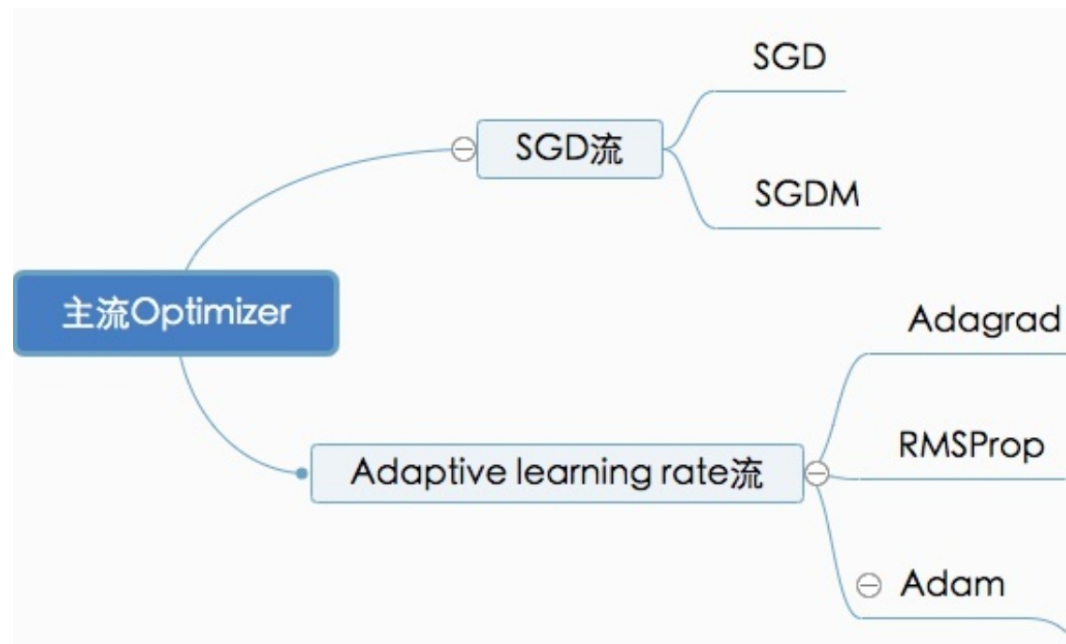 SGD
SGD流
SGDM
主流Optimizer
Adagrad
RMSProp
Adaptive learning rate流
Adam